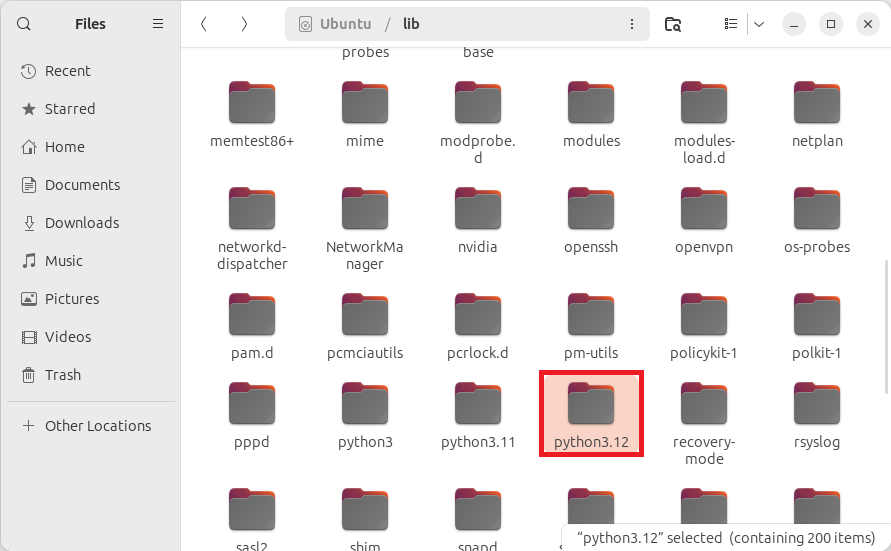 Files
Ubuntu / lib
Recent
Starred
Home
Documents
Downloads
Music
Pictures
Videos
Trash
Other Locations
probes
base
memtest86+
mime
modprobe.
d
modules
modules-
load.d
netplan
networkd-
dispatcher
NetworkMa
nager
nvidia
openssh
openvpn
os-probes
pam.d
pcmciautils
pcrlock.d
pm-utils
policykit-1
polkit-1
pppd
python3
python3.11
python3.12
recovery-
mode
rsyslog
sasl2
shim
snapd
“python3.12” selected (containing 200 items)